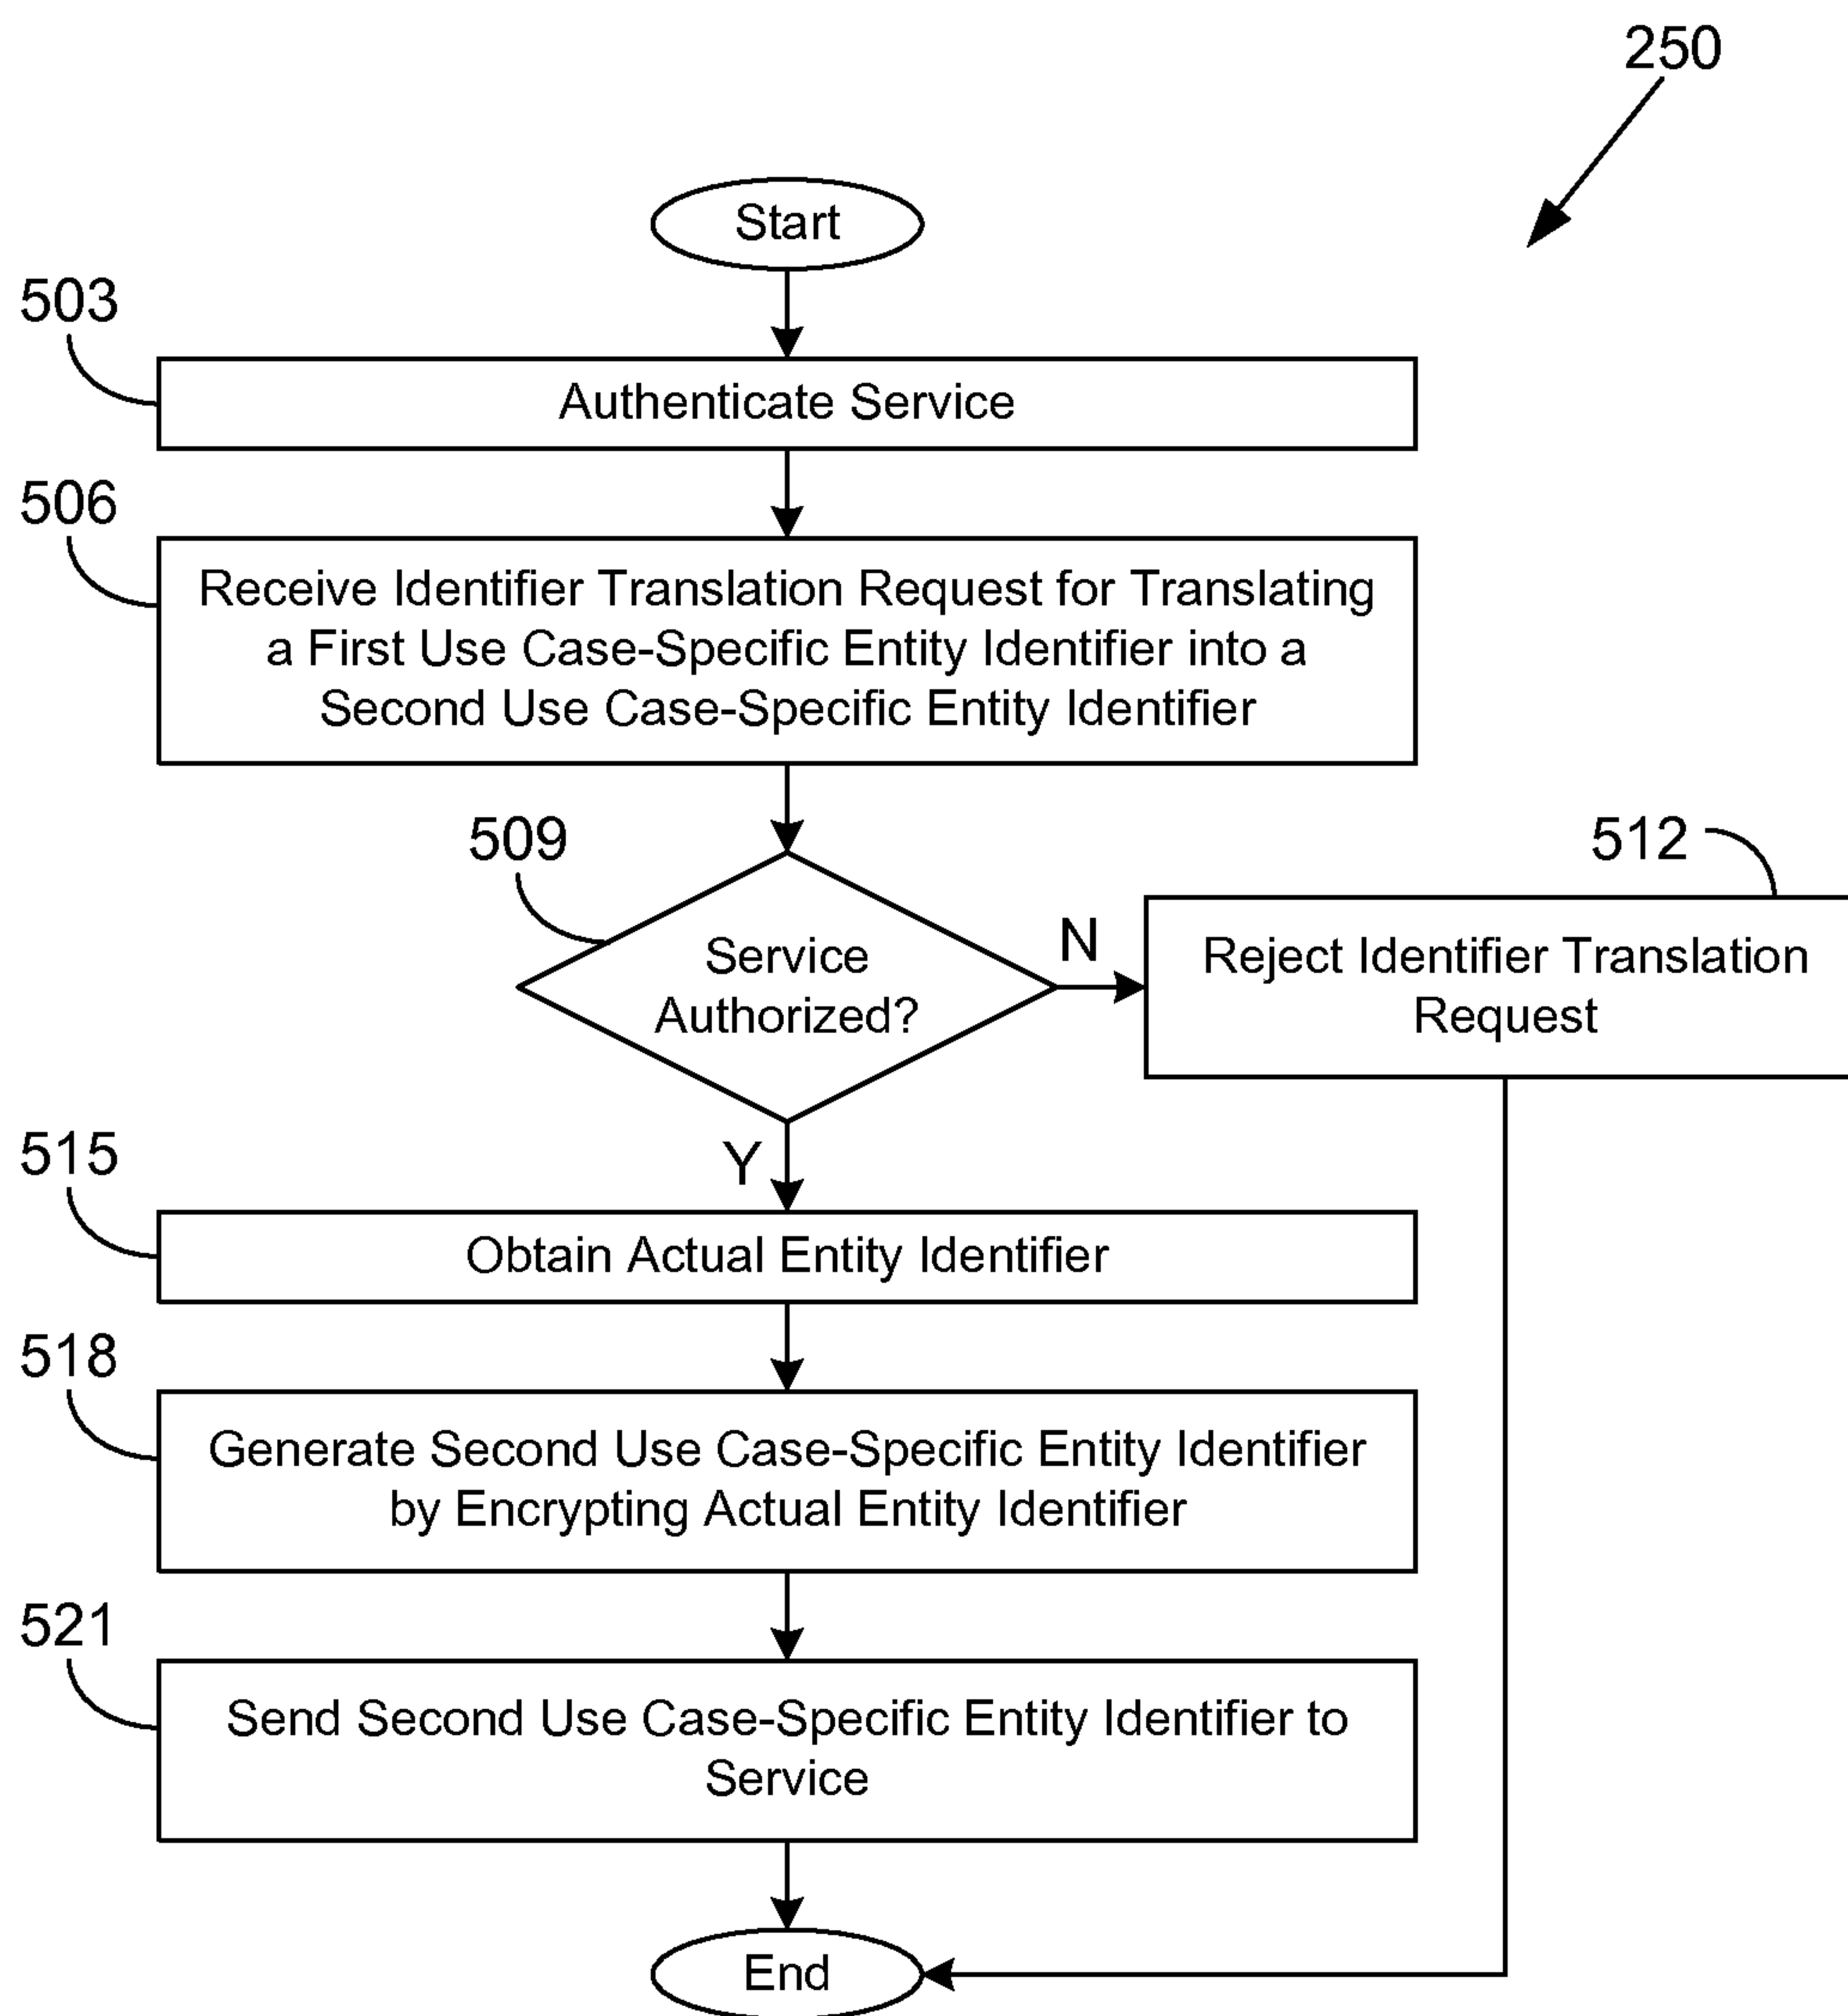 250
Start
503
Authenticate Service
506
Receive Identifier Translation Request for Translating
a First Use Case-Specific Entity Identifier into a
Second Use Case-Specific Entity Identifier
509
Service
Authorized?
N
512
Reject Identifier Translation
Request
Y
515
Obtain Actual Entity Identifier
518
Generate Second Use Case-Specific Entity Identifier
by Encrypting Actual Entity Identifier
521
Send Second Use Case-Specific Entity Identifier to
Service
End